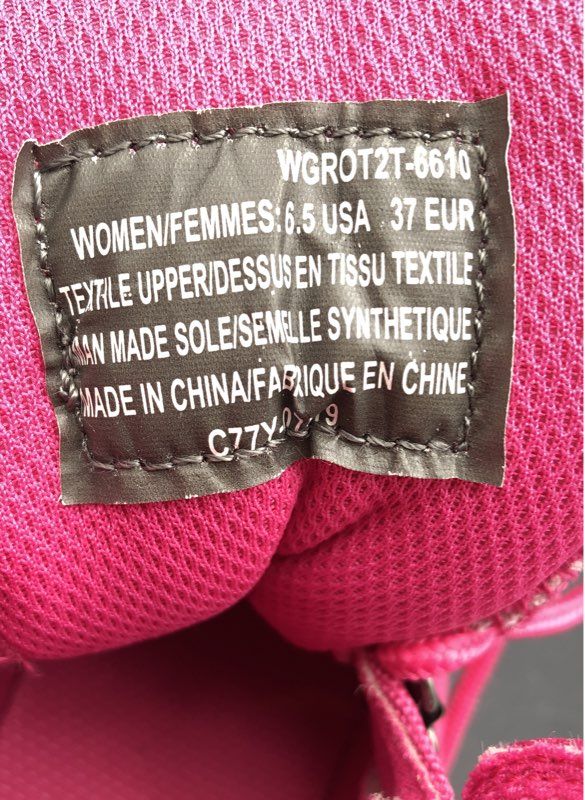 WGROT2T-6610
WOMEN/FEMMES: 6.5 USA 37 EUR
TEXTILE UPPER/DESSUS EN TISSU TEXTILE
MAN MADE SOLE/SEMELLE SYNTHETIQUE
MADE IN CHINA/FABRIQUE EN CHINE